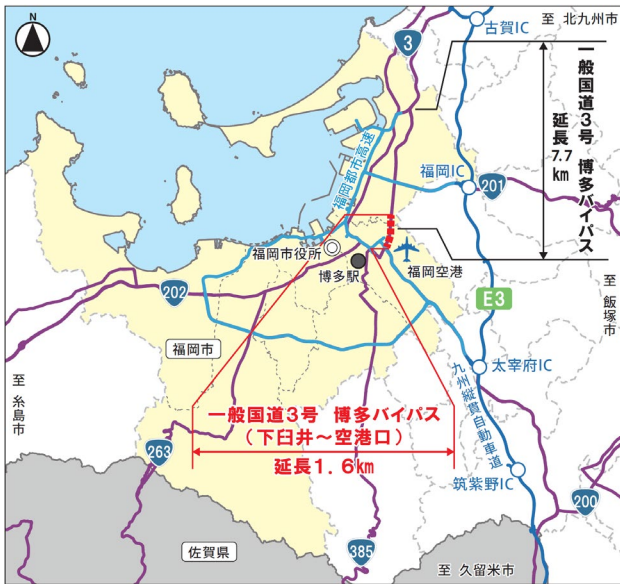 N
至 北九州市
古賀IC
3
一般国道3号 博多バイパス
延長7.7km
福岡都市高速
福岡IC
201
福岡市役所
博多駅
福岡空港
202
E3
至 飯塚市
福岡市
太宰府IC
至 糸島市
一般国道3号 博多バイパス
(下臼井~空港口)
延長1.6km
九州縦貫自動車道
263
筑紫野IC
200
385
佐賀県
至 久留米市